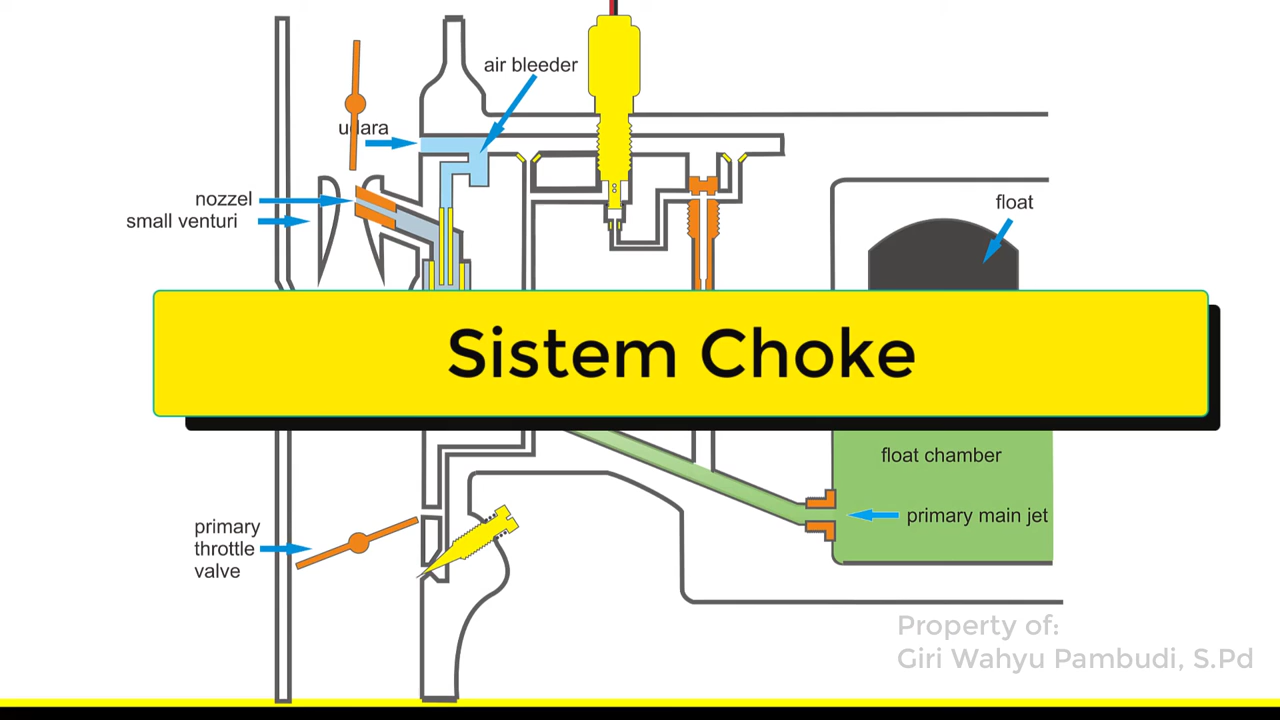 air bleeder
udara
nozzel
small venturi
float
Sistem Choke
float chamber
primary main jet
primary
throttle
valve
Property of:
Giri Wahyu Pambudi, S.Pd